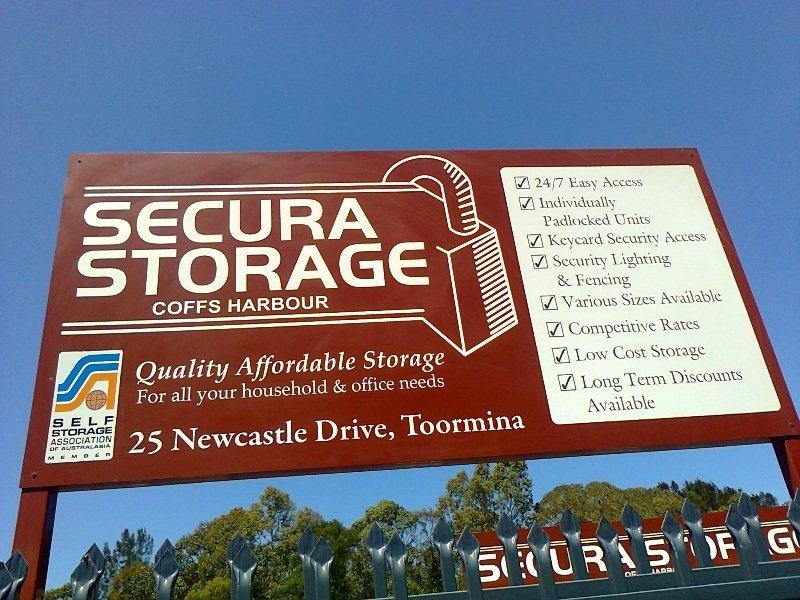 SECURA
STORAGE
COFFS HARBOUR
Quality Affordable Storage
For all your household & office needs
25 Newcastle Drive, Toormina
SELF
STORAGE
ASSOCIATION
OF AUSTRALASIA
MEMBER
24/7 Easy Access
Individually
Padlocked Units
Keycard Security Access
Security Lighting
& Fencing
Various Sizes Available
Competitive Rates
Low Cost Storage
Long Term Discounts
Available
SECURA STORAGE